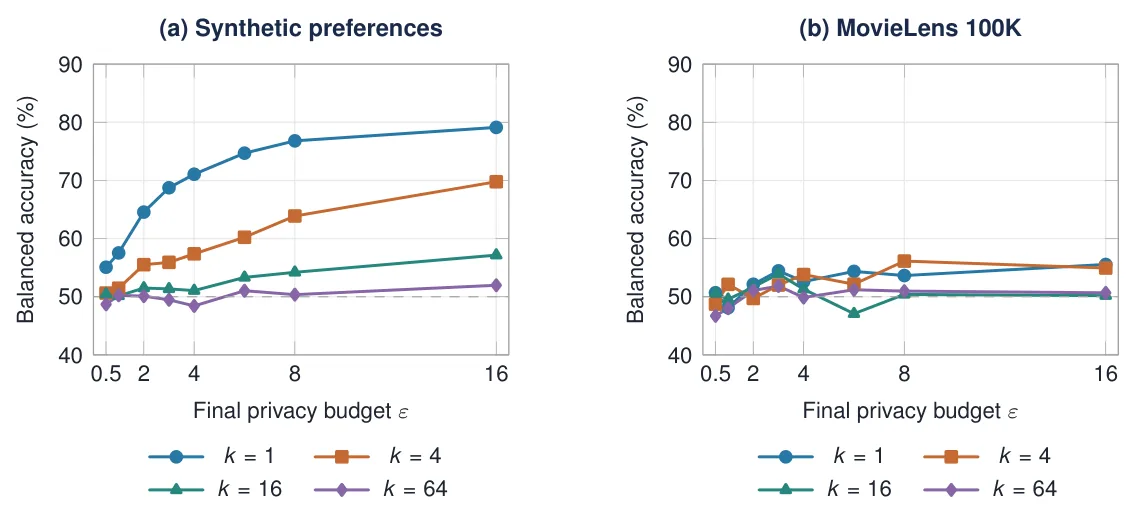 (a) Synthetic preferences
Balanced accuracy (%)
90
80
70
60
50
40
0.5 2 4 8 16
Final privacy budget ε
k = 1 k = 4
k = 16 k = 64
(b) MovieLens 100K
Balanced accuracy (%)
90
80
70
60
50
40
0.5 2 4 8 16
Final privacy budget ε
k = 1 k = 4
k = 16 k = 64